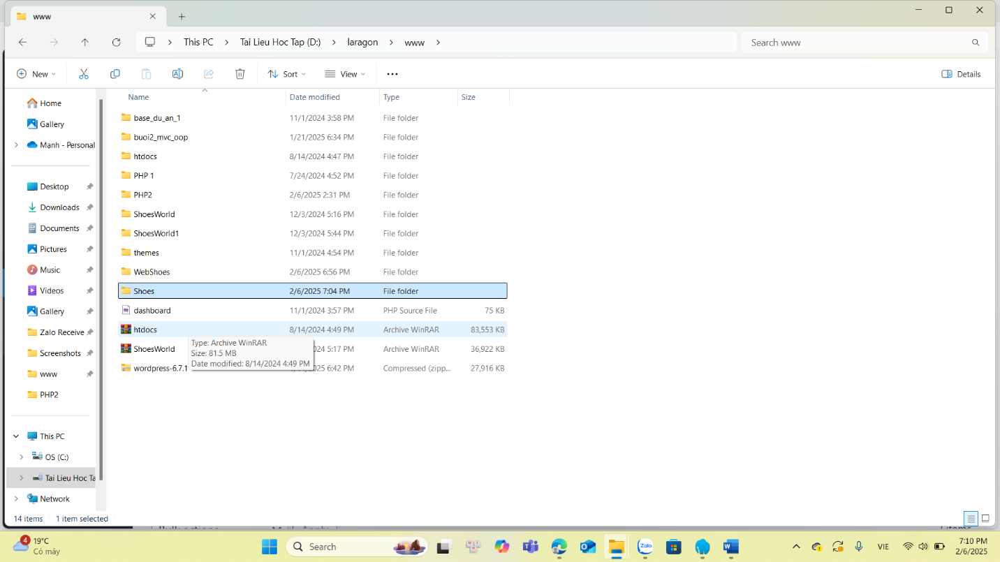 www
This PC
Tai Lieu Hoc Tap (D:)
laragon
www
Search www
New
Sort
View
Details
Name Date modified Type Size
Home
Gallery
Mạnh - Personal
Desktop
Downloads
Documents
Pictures
Music
Videos
Gallery
Zalo Receive
Screenshots
www
PHP2
This PC
OS (C:)
Tai Lieu Hoc Ta
Network
base_du_an_1 11/1/2024 3:58 PM File folder
buoi2_mvc_oop 1/21/2025 6:34 PM File folder
htdocs 8/14/2024 4:47 PM File folder
PHP 1 7/24/2024 4:52 PM File folder
PHP2 2/6/2025 2:31 PM File folder
ShoesWorld 12/3/2024 5:16 PM File folder
ShoesWorld1 12/3/2024 5:44 PM File folder
themes 11/1/2024 4:54 PM File folder
WebShoes 2/6/2025 6:56 PM File folder
Shoes 2/6/2025 7:04 PM File folder
dashboard 11/1/2024 3:57 PM PHP Source File 75 KB
htdocs 8/14/2024 4:49 PM Archive WinRAR 83,553 KB
ShoesWorld 024 5:17 PM Archive WinRAR 36,922 KB
wordpress-6.7.1 2025 6:42 PM Compressed (zipp... 27,916 KB
Type: Archive WinRAR
Size: 81.5 MB
Date modified: 8/14/2024 4:49 PM
14 items 1 item selected
4
19°C
Có mây
Search
Zalo
VIE
7:10 PM
2/6/2025